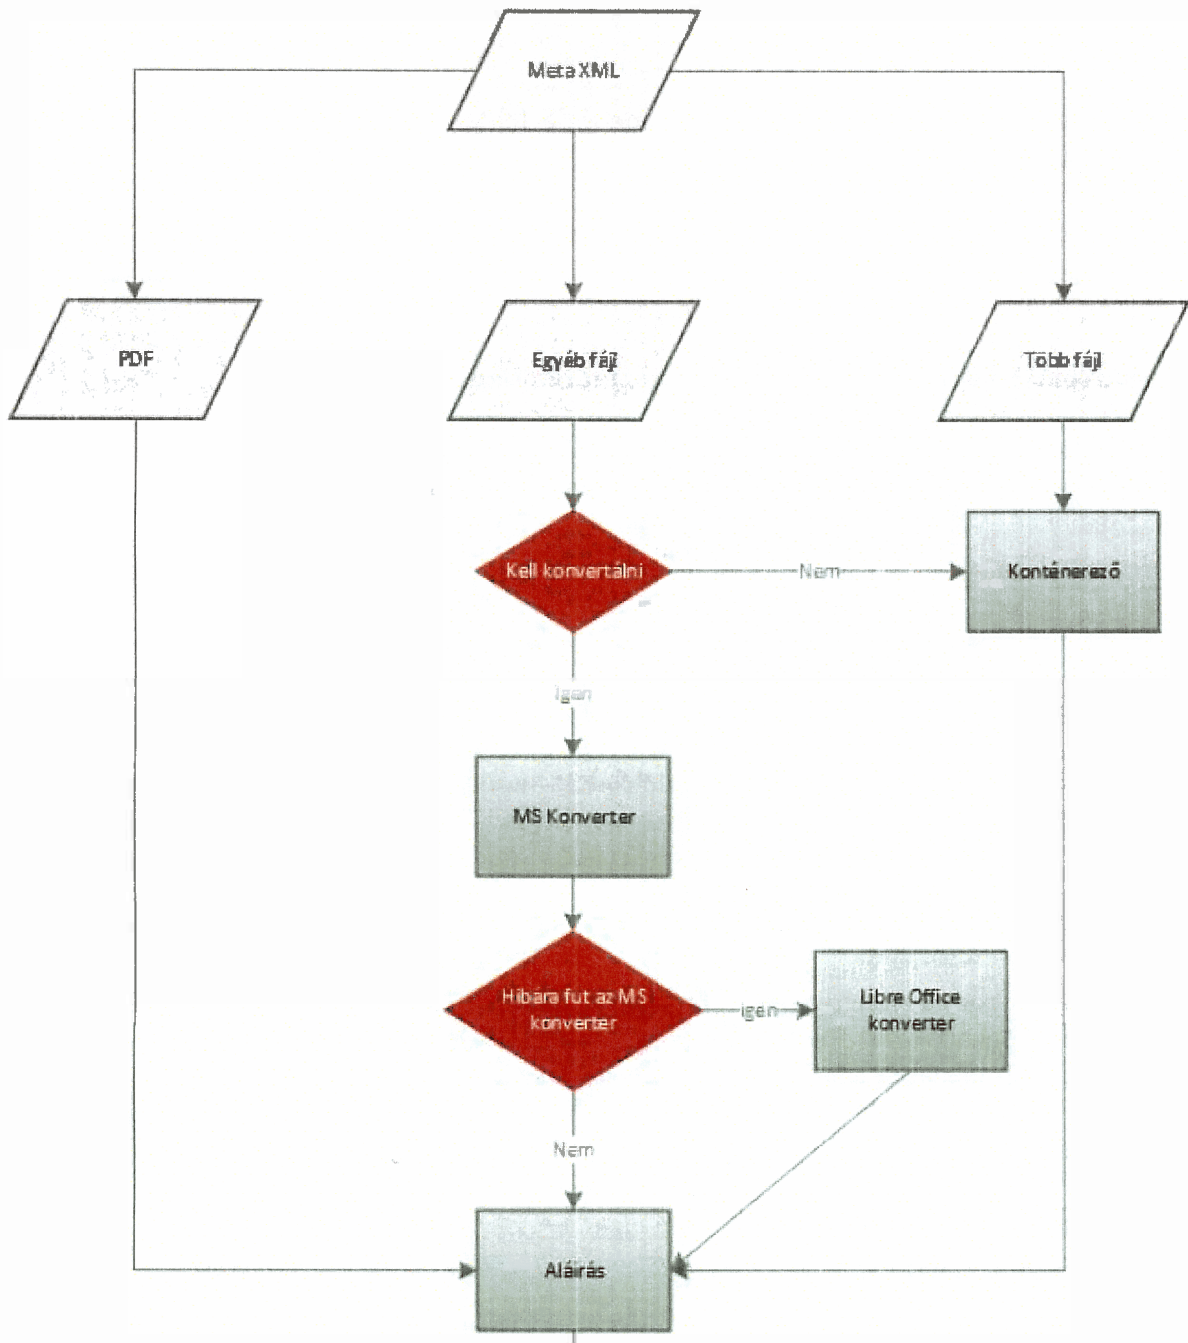 Meta XML
PDF
Egyéb fájl
Több fájl
Kell konvertálni
Nem
Konténerező
Igen
MS Konverter
Hibára fut az MS
konverter
Igen
Libre Office
konverter
Nem
Aláírás